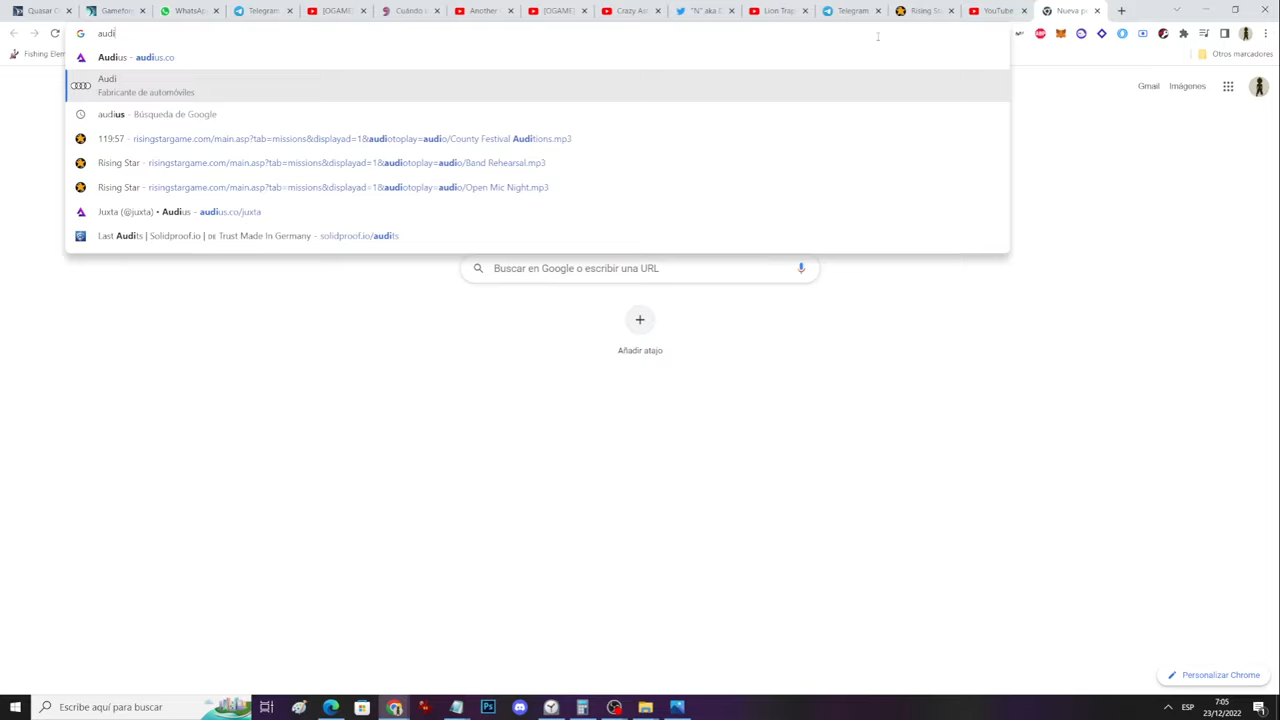 Quasar C
Gameforg
WhatsAp
Telegram
[OGAME]
Cuándo l
Another
[OGAME]
Crazy As
"N" aka D
Lion Trap
Telegram
Rising St
YouTube
Nueva pe
audi
Fishing Elem
Otros marcadores
Audius - audius.co
Audi
Fabricante de automóviles
audius - Búsqueda de Google
119:57 - risingstargame.com/main.asp?tab=missions&displayad=1&audiotoplay=audio/County Festival Auditions.mp3
Rising Star - risingstargame.com/main.asp?tab=missions&displayad=1&audiotoplay=audio/Band Rehearsal.mp3
Rising Star - risingstargame.com/main.asp?tab=missions&displayad=1&audiotoplay=audio/Open Mic Night.mp3
Juxta (@juxta) • Audius - audius.co/juxta
Last Audits | Solidproof.io | DE Trust Made In Germany - solidproof.io/audits
Gmail Imágenes
Buscar en Google o escribir una URL
Añadir atajo
Personalizar Chrome
Escribe aquí para buscar
ESP
7:05
23/12/2022